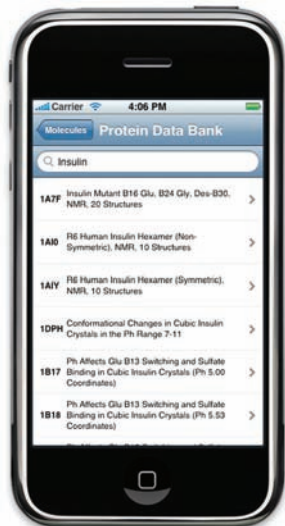 Carrier 4:06 PM
Molecules Protein Data Bank
Insulin
1A7F Insulin Mutant B16 Glu, B24 Gly, Des-B30,
NMR, 20 Structures
1AI0 R6 Human Insulin Hexamer (Non-
Symmetric), NMR, 10 Structures
1AIY R6 Human Insulin Hexamer (Symmetric),
NMR, 10 Structures
1DPH Conformational Changes in Cubic Insulin
Crystals in the Ph Range 7-11
Ph Affects Glu B13 Switching and Sulfate
1B17 Binding in Cubic Insulin Crystals (Ph 5.00
Coordinates)
Ph Affects Glu B13 Switching and Sulfate
1B18 Binding in Cubic Insulin Crystals (Ph 5.53
Coordinates)